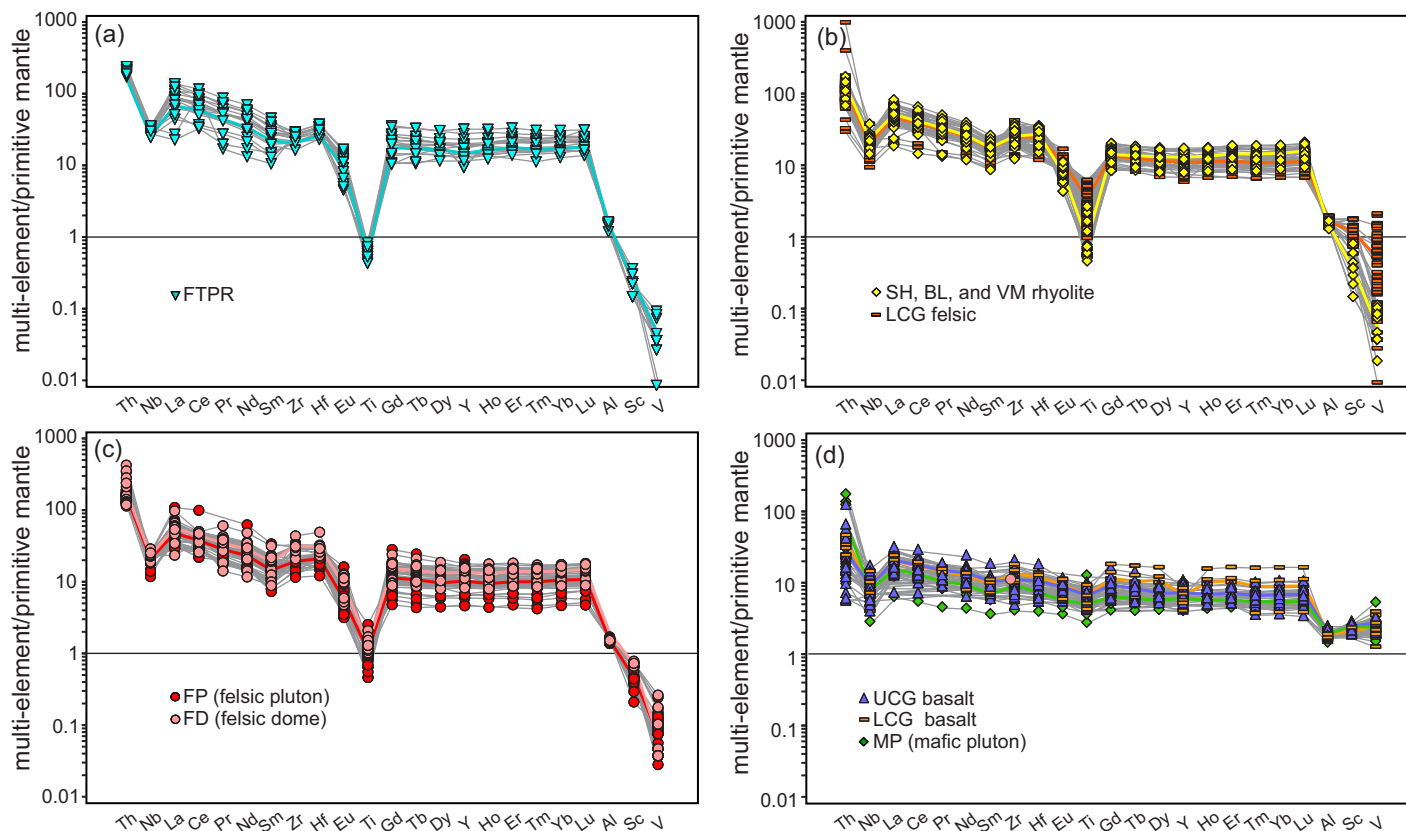 (a)
multi-element/primitive mantle
1000
100
10
1
0.1
0.01
FTPR
Th Nb La Ce Pr Nd Sm Zr Hf Eu Ti Gd Tb Dy Y Ho Er Tm Yb Lu Al Sc V
(b)
multi-element/primitive mantle
1000
100
10
1
0.1
0.01
SH, BL, and VM rhyolite
LCG felsic
Th Nb La Ce Pr Nd Sm Zr Hf Eu Ti Gd Tb Dy Y Ho Er Tm Yb Lu Al Sc V
(c)
multi-element/primitive mantle
1000
100
10
1
0.1
0.01
FP (felsic pluton)
FD (felsic dome)
Th Nb La Ce Pr Nd Sm Zr Hf Eu Ti Gd Tb Dy Y Ho Er Tm Yb Lu Al Sc V
(d)
multi-element/primitive mantle
1000
100
10
1
0.1
0.01
UCG basalt
LCG basalt
MP (mafic pluton)
Th Nb La Ce Pr Nd Sm Zr Hf Eu Ti Gd Tb Dy Y Ho Er Tm Yb Lu Al Sc V